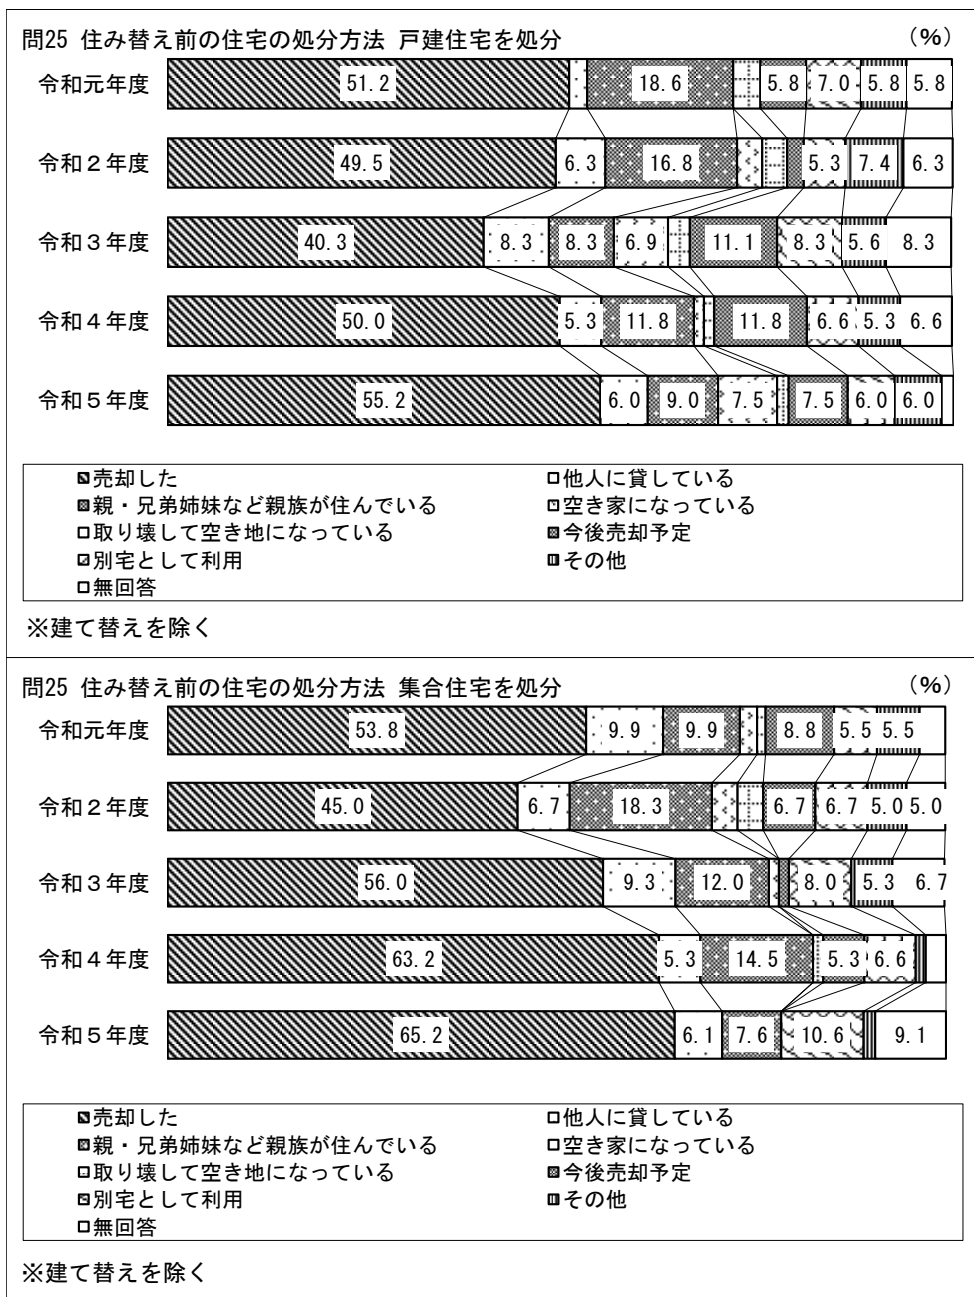 問25 住み替え前の住宅の処分方法 戸建住宅を処分 （%）
令和元年度 51.2 18.6 5.8 7.0 5.8 5.8
令和２年度 49.5 6.3 16.8 5.3 7.4 6.3
令和３年度 40.3 8.3 8.3 6.9 11.1 8.3 5.6 8.3
令和４年度 50.0 5.3 11.8 11.8 6.6 5.3 6.6
令和５年度 55.2 6.0 9.0 7.5 7.5 6.0 6.0
売却した 他人に貸している
親・兄弟姉妹など親族が住んでいる 空き家になっている
取り壊して空き地になっている 今後売却予定
別宅として利用 その他
無回答
※建て替えを除く
問25 住み替え前の住宅の処分方法 集合住宅を処分 （%）
令和元年度 53.8 9.9 9.9 8.8 5.5 5.5
令和２年度 45.0 6.7 18.3 6.7 6.7 5.0 5.0
令和３年度 56.0 9.3 12.0 8.0 5.3 6.7
令和４年度 63.2 5.3 14.5 5.3 6.6
令和５年度 65.2 6.1 7.6 10.6 9.1
売却した 他人に貸している
親・兄弟姉妹など親族が住んでいる 空き家になっている
取り壊して空き地になっている 今後売却予定
別宅として利用 その他
無回答
※建て替えを除く